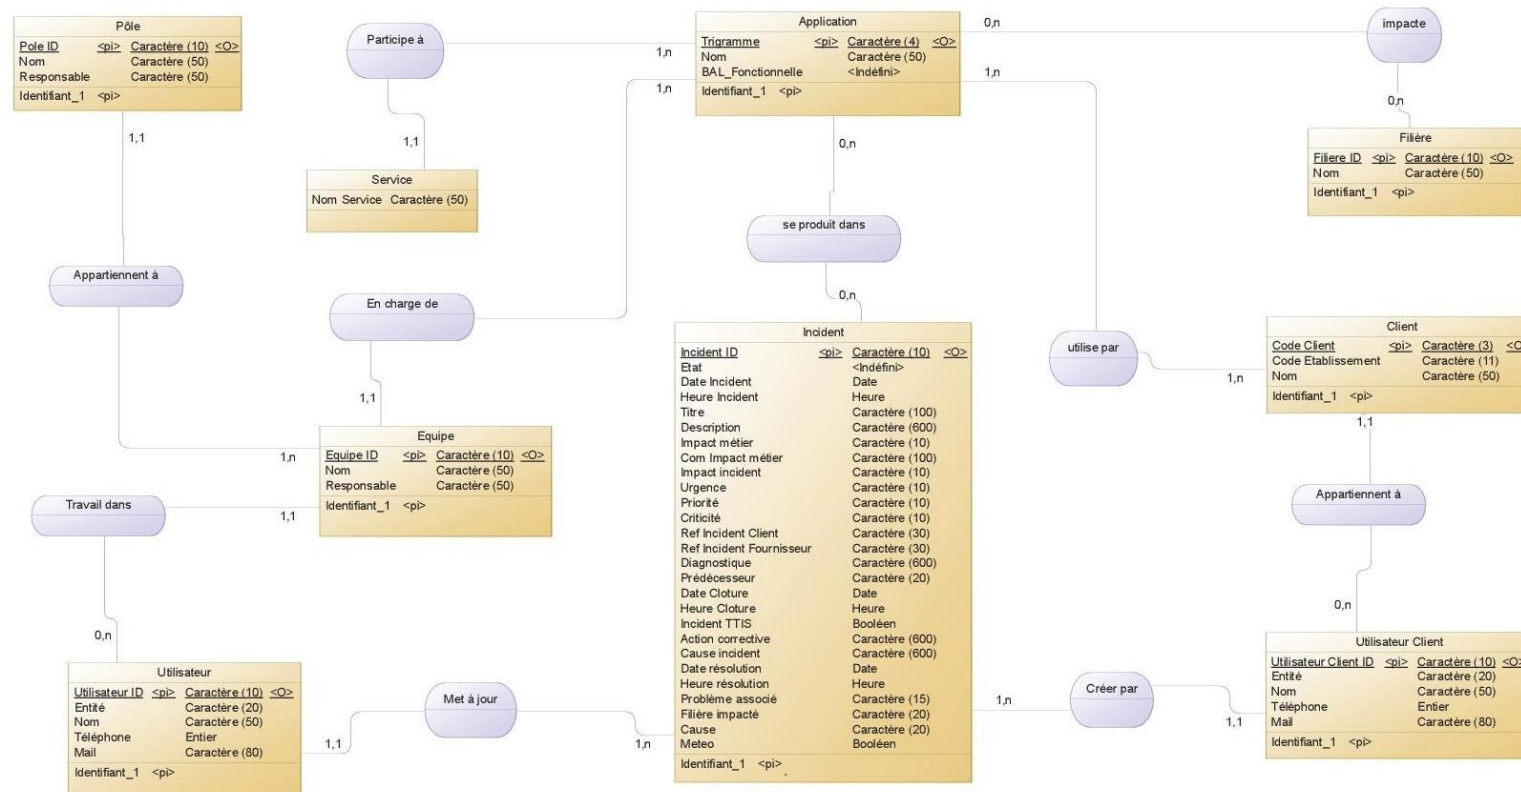 Pôle
Pole ID <pi> Caractère (10) <O>
Nom Caractère (50)
Responsable Caractère (50)
Identifiant_1 <pi>
1,1
Participe à
1,n
1,1
Application
Trigramme <pi> Caractère (4) <O>
Nom Caractère (50)
BAL_Fonctionnelle <Indéfini>
Identifiant_1 <pi>
1,n
0,n
1,n
0,n
impacte
0,n
Filière
Filiere ID <pi> Caractère (10) <O>
Nom Caractère (50)
Identifiant_1 <pi>
Service
Nom Service Caractère (50)
se produit dans
0,n
Appartiennent à
1,n
En charge de
1,1
utilise par
1,n
Client
Code Client <pi> Caractère (3) <O
Code Etablissement Caractère (11)
Nom Caractère (50)
Identifiant_1 <pi>
1,1
Incident
Incident ID <pi> Caractère (10) <O>
Etat <Indéfini>
Date Incident Date
Heure Incident Heure
Titre Caractère (100)
Description Caractère (600)
Impact métier Caractère (10)
Com Impact métier Caractère (100)
Impact incident Caractère (10)
Urgence Caractère (10)
Priorité Caractère (10)
Criticité Caractère (10)
Ref Incident Client Caractère (30)
Ref Incident Fournisseur Caractère (30)
Diagnostique Caractère (600)
Prédécesseur Caractère (20)
Date Cloture Date
Heure Cloture Heure
Incident TTIS Booléen
Action corrective Caractère (600)
Cause incident Caractère (600)
Date résolution Date
Heure résolution Heure
Problème associé Caractère (15)
Filière impacté Caractère (20)
Cause Caractère (20)
Meteo Booléen
Identifiant_1 <pi>
Equipe
Equipe ID <pi> Caractère (10) <O>
Nom Caractère (50)
Responsable Caractère (50)
Identifiant_1 <pi>
Travail dans
1,1
0,n
Appartiennent à
0,n
Utilisateur
Utilisateur ID <pi> Caractère (10) <O>
Entité Caractère (20)
Nom Caractère (50)
Téléphone Entier
Mail Caractère (80)
Identifiant_1 <pi>
Met à jour
1,1
1,n
Créer par
1,n
1,1
Utilisateur Client
Utilisateur Client ID <pi> Caractère (10) <O>
Entité Caractère (20)
Nom Caractère (50)
Téléphone Entier
Mail Caractère (80)
Identifiant_1 <pi>